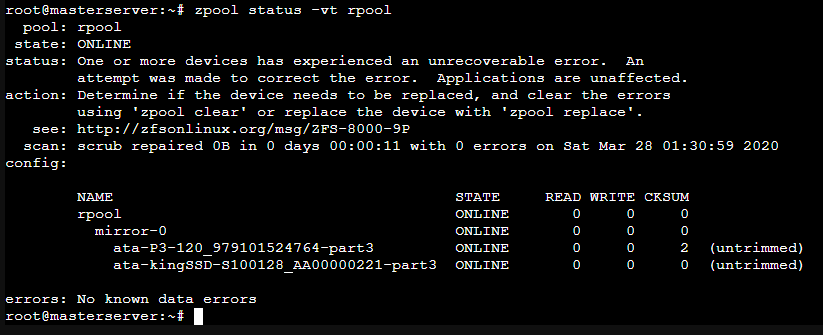 root@masterserver:~# zpool status -vt rpool
  pool: rpool
 state: ONLINE
status: One or more devices has experienced an unrecoverable error.  An
        attempt was made to correct the error.  Applications are unaffected.
action: Determine if the device needs to be replaced, and clear the errors
        using 'zpool clear' or replace the device with 'zpool replace'.
   see: http://zfsonlinux.org/msg/ZFS-8000-9P
  scan: scrub repaired 0B in 0 days 00:00:11 with 0 errors on Sat Mar 28 01:30:59 2020
config:

        NAME                                      STATE     READ WRITE CKSUM
        rpool                                     ONLINE       0     0     0
          mirror-0                                ONLINE       0     0     0
            ata-P3-120_979101524764-part3         ONLINE       0     0     2  (untrimmed)
            ata-kingSSD-S100128_AA00000221-part3  ONLINE       0     0     0  (untrimmed)

errors: No known data errors
root@masterserver:~#